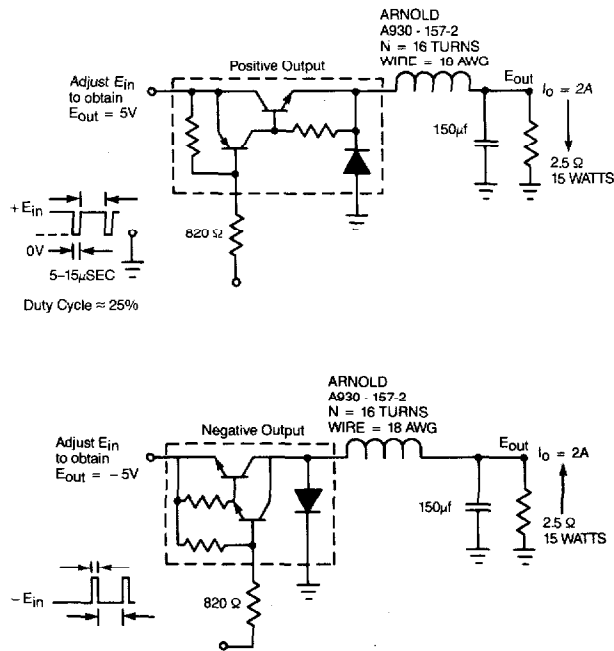 ARNOLD
A930 - 157-2
N = 16 TURNS
WIRE = 18 AWG
Positive Output
Adjust Ein
to obtain
Eout = 5V
Eout
Io = 2A
150µf
2.5 Ω
15 WATTS
+ Ein
0V
5–15µSEC
820 Ω
Duty Cycle ≈ 25%
ARNOLD
A930 - 157-2
N = 16 TURNS
WIRE = 18 AWG
Negative Output
Adjust Ein
to obtain
Eout = – 5V
Eout
Io = 2A
150µf
2.5 Ω
15 WATTS
– Ein
820 Ω